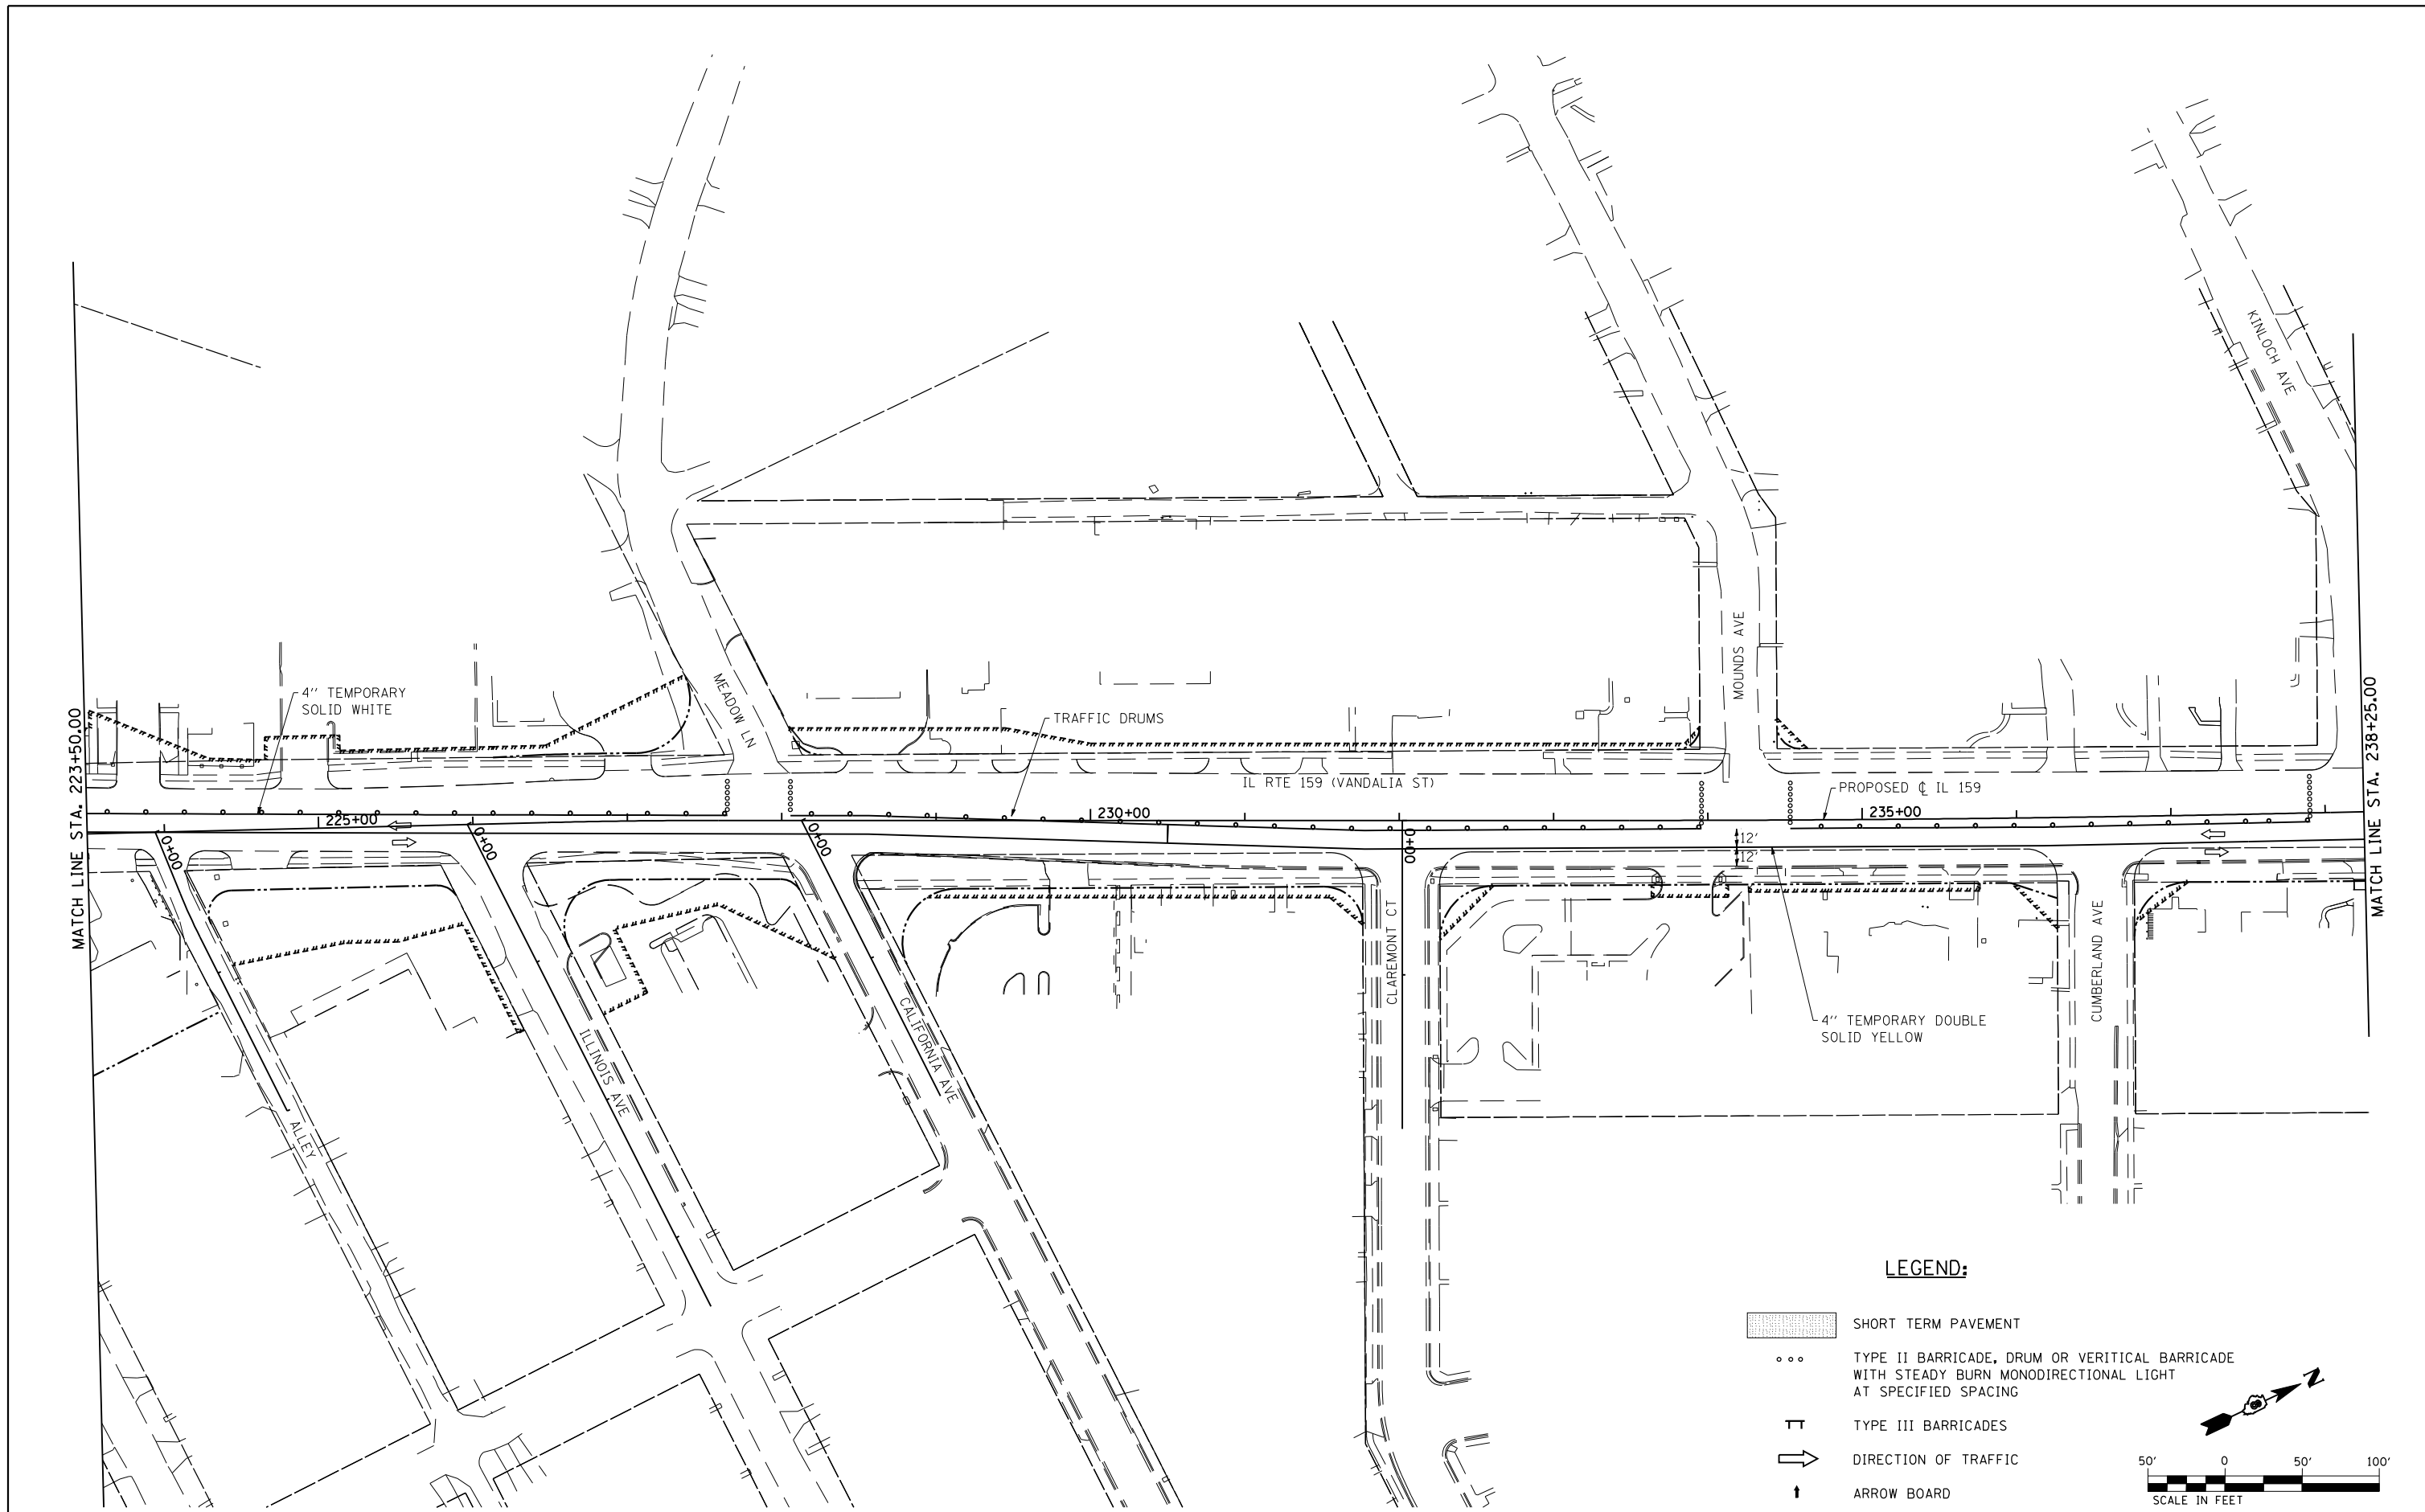 KINLOCH AVE
MOUNDS AVE
MEADOW LN
4'' TEMPORARY
SOLID WHITE
TRAFFIC DRUMS
IL RTE 159 (VANDALIA ST)
PROPOSED ℄ IL 159
MATCH LINE STA. 223+50.00
MATCH LINE STA. 238+25.00
225+00
230+00
235+00
0+00
0+00
0+00
0+00
12'
12'
CLAREMONT CT
CUMBERLAND AVE
4'' TEMPORARY DOUBLE
SOLID YELLOW
CALIFORNIA AVE
ILLINOIS AVE
ALLEY
LEGEND:
SHORT TERM PAVEMENT
TYPE II BARRICADE, DRUM OR VERITICAL BARRICADE
WITH STEADY BURN MONODIRECTIONAL LIGHT
AT SPECIFIED SPACING
TYPE III BARRICADES
DIRECTION OF TRAFFIC
ARROW BOARD
N
50' 0 50' 100'
SCALE IN FEET